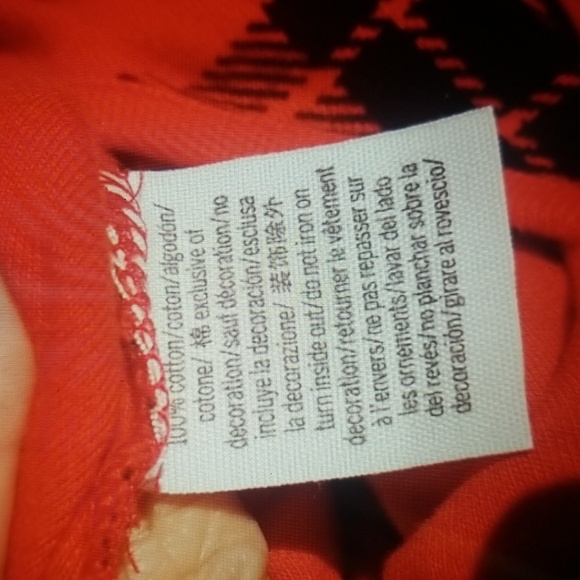 100% cotton/coton/algodón/
cotone/ 棉 exclusive of
decoration/sauf décoration/no
incluye la decoración/esclusa
la decorazione/ 装饰除外
turn inside out/do not iron on
decoration/retourner le vêtement
à l'envers/ne pas repasser sur
les ornements/lavar del lado
del revés/no planchar sobre la
decoración/girare al rovescio/